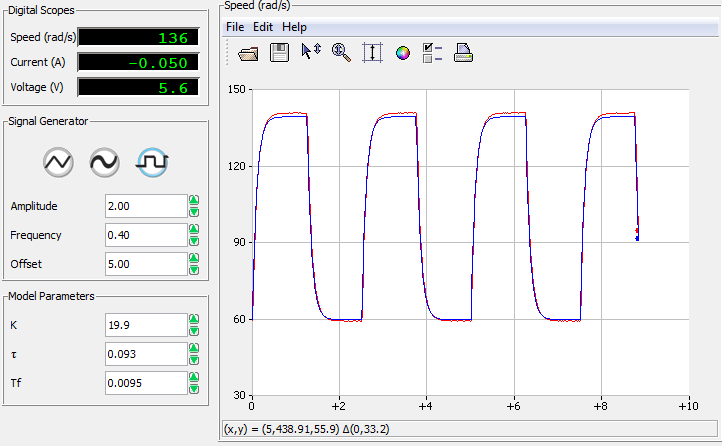 Digital Scopes
Speed (rad/s) 136
Current (A) -0.050
Voltage (V) 5.6
Signal Generator
Amplitude 2.00
Frequency 0.40
Offset 5.00
Model Parameters
K 19.9
τ 0.093
Tf 0.0095
Speed (rad/s)
File Edit Help
150
120
90
60
30
0 +2 +4 +6 +8 +10
(x,y) = (5,438.91,55.9) Δ(0,33.2)